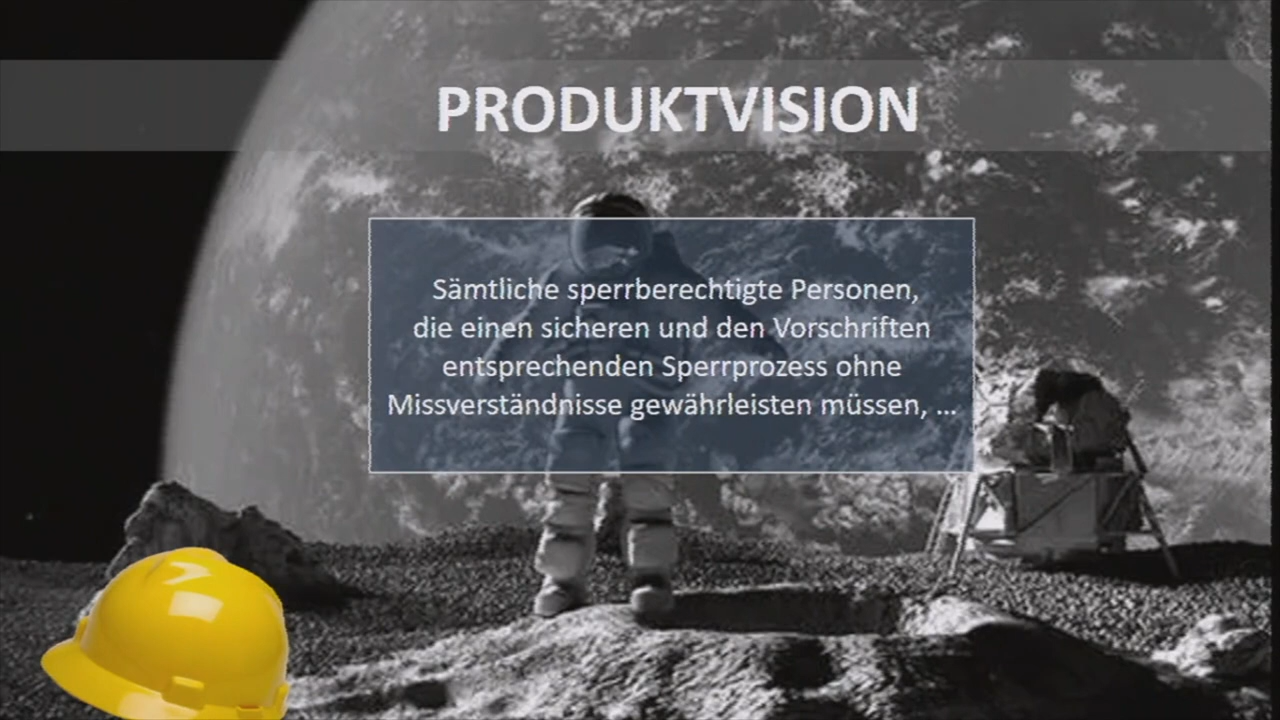 PRODUKTVISION
Sämtliche sperrberechtigte Personen,
die einen sicheren und den Vorschriften
entsprechenden Sperrprozess ohne
Missverständnisse gewährleisten müssen, ...